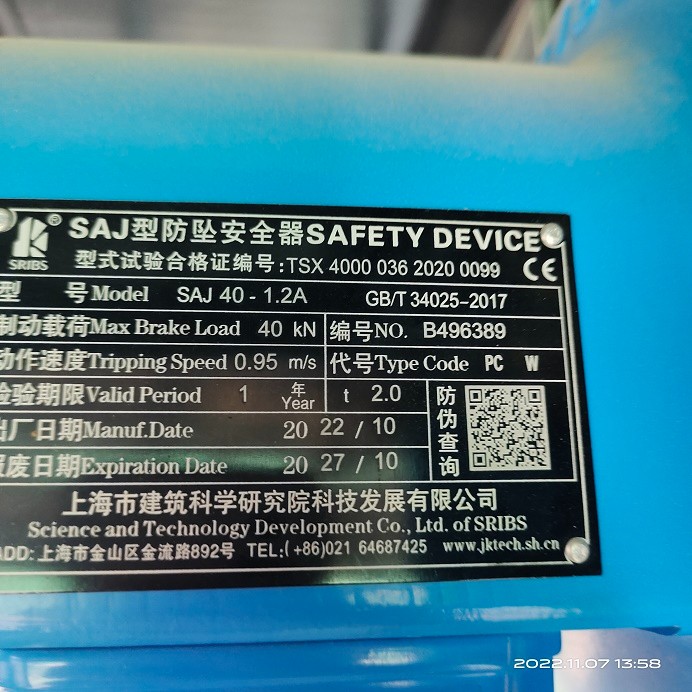 SRIBS ® SAJ型防坠安全器SAFETY DEVICE
型式试验合格证编号:TSX 4000 036 2020 0099 CE
型 号Model SAJ 40 - 1.2A GB/T 34025-2017
制动载荷Max Brake Load 40 kN 编号NO. B496389
动作速度Tripping Speed 0.95 m/s 代号Type Code PC W
检验期限Valid Period 1 年Year t 2.0
出厂日期Manuf.Date 20 22 / 10
报废日期Expiration Date 20 27 / 10
防伪查询
上海市建筑科学研究院科技发展有限公司
Science and Technology Development Co., Ltd. of SRIBS
ADD: 上海市金山区金流路892号 TEL:(+86)021 64687425 www.jktech.sh.cn
2022.11.07 13:58